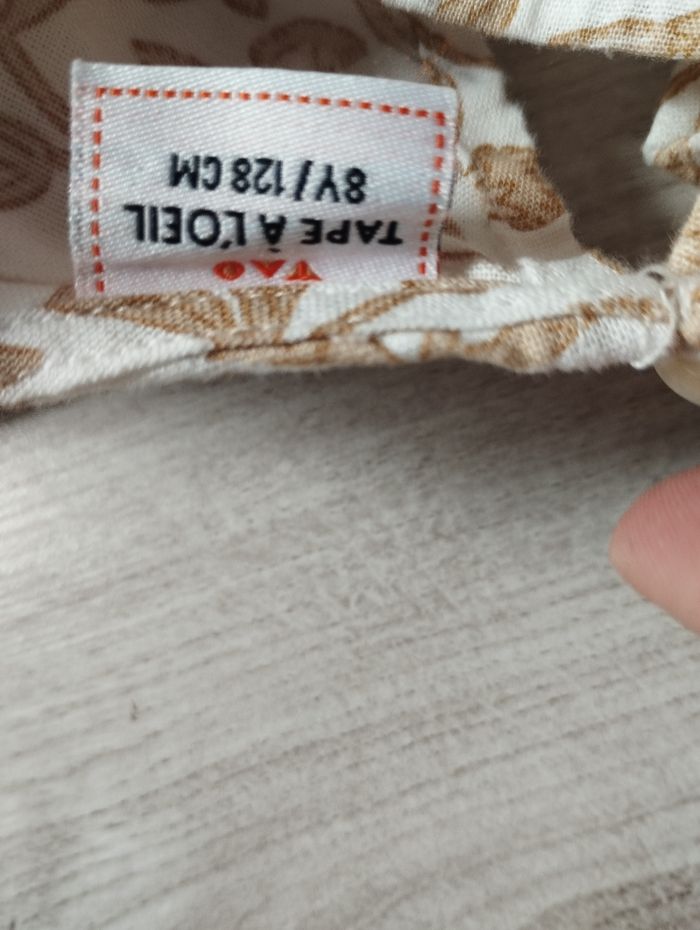 TAO
TAPE À L'OEIL
8Y / 128 CM